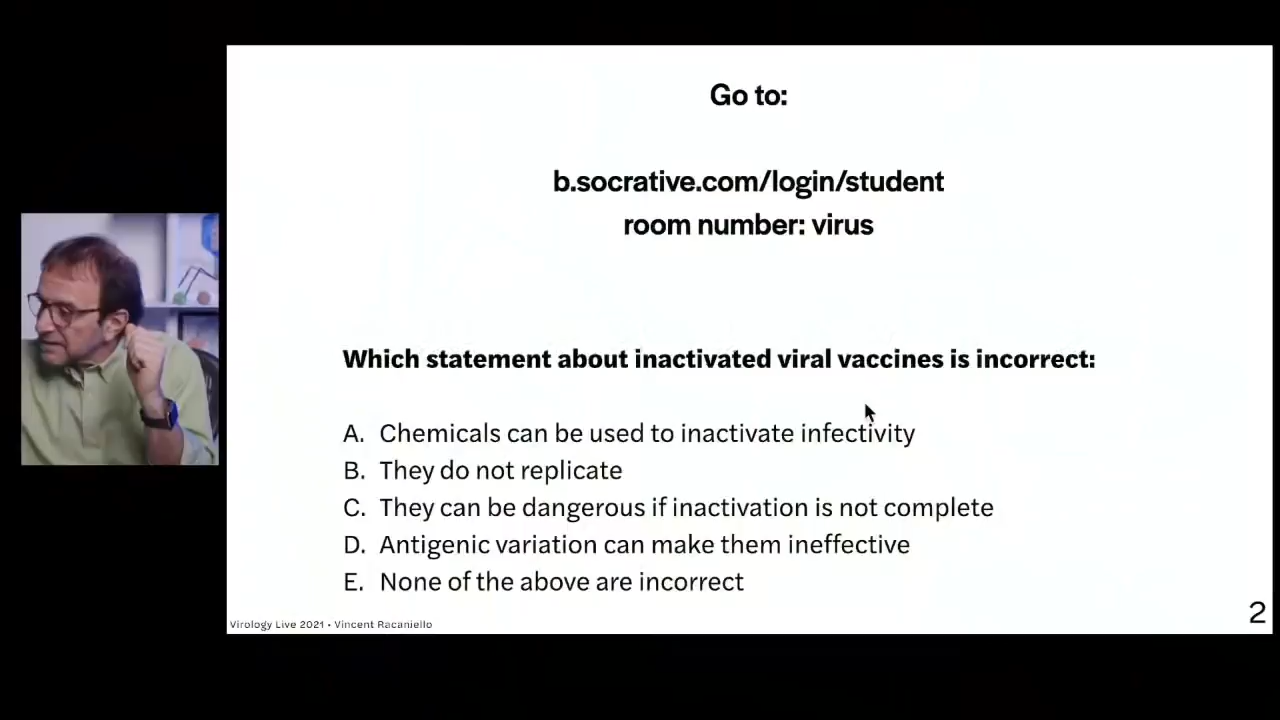 Go to:
b.socrative.com/login/student
room number: virus
Which statement about inactivated viral vaccines is incorrect:
A. Chemicals can be used to inactivate infectivity
B. They do not replicate
C. They can be dangerous if inactivation is not complete
D. Antigenic variation can make them ineffective
E. None of the above are incorrect
Virology Live 2021 • Vincent Racaniello
2